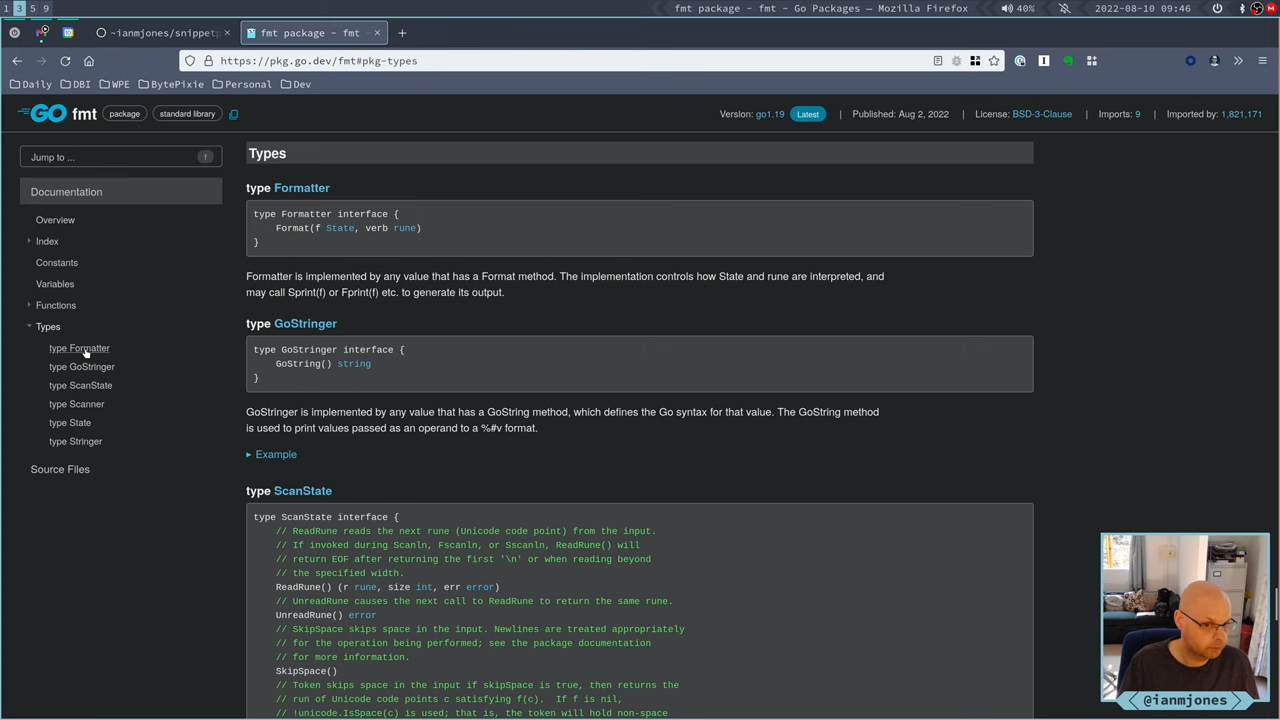 1 3 5 9
fmt package - fmt - Go Packages — Mozilla Firefox
40%
2022-08-10 09:46
~ianmjones/snippetp
fmt package - fmt - Go
https://pkg.go.dev/fmt#pkg-types
Daily DBI WPE BytePixie Personal Dev
GO fmt package standard library
Version: go1.19 Latest | Published: Aug 2, 2022 | License: BSD-3-Clause | Imports: 9 | Imported by: 1,821,171
Jump to ... f
Documentation
Overview
Index
Constants
Variables
Functions
Types
type Formatter
type GoStringer
type ScanState
type Scanner
type State
type Stringer
Source Files
Types
type Formatter
type Formatter interface {
Format(f State, verb rune)
}
Formatter is implemented by any value that has a Format method. The implementation controls how State and rune are interpreted, and
may call Sprint(f) or Fprint(f) etc. to generate its output.
type GoStringer
type GoStringer interface {
GoString() string
}
GoStringer is implemented by any value that has a GoString method, which defines the Go syntax for that value. The GoString method
is used to print values passed as an operand to a %#v format.
Example
type ScanState
type ScanState interface {
// ReadRune reads the next rune (Unicode code point) from the input.
// If invoked during Scanln, Fscanln, or Sscanln, ReadRune() will
// return EOF after returning the first '\n' or when reading beyond
// the specified width.
ReadRune() (r rune, size int, err error)
// UnreadRune causes the next call to ReadRune to return the same rune.
UnreadRune() error
// SkipSpace skips space in the input. Newlines are treated appropriately
// for the operation being performed; see the package documentation
// for more information.
SkipSpace()
// Token skips space in the input if skipSpace is true, then returns the
// run of Unicode code points c satisfying f(c).  If f is nil,
// !unicode.IsSpace(c) is used; that is, the token will hold non-space
@ianmjones